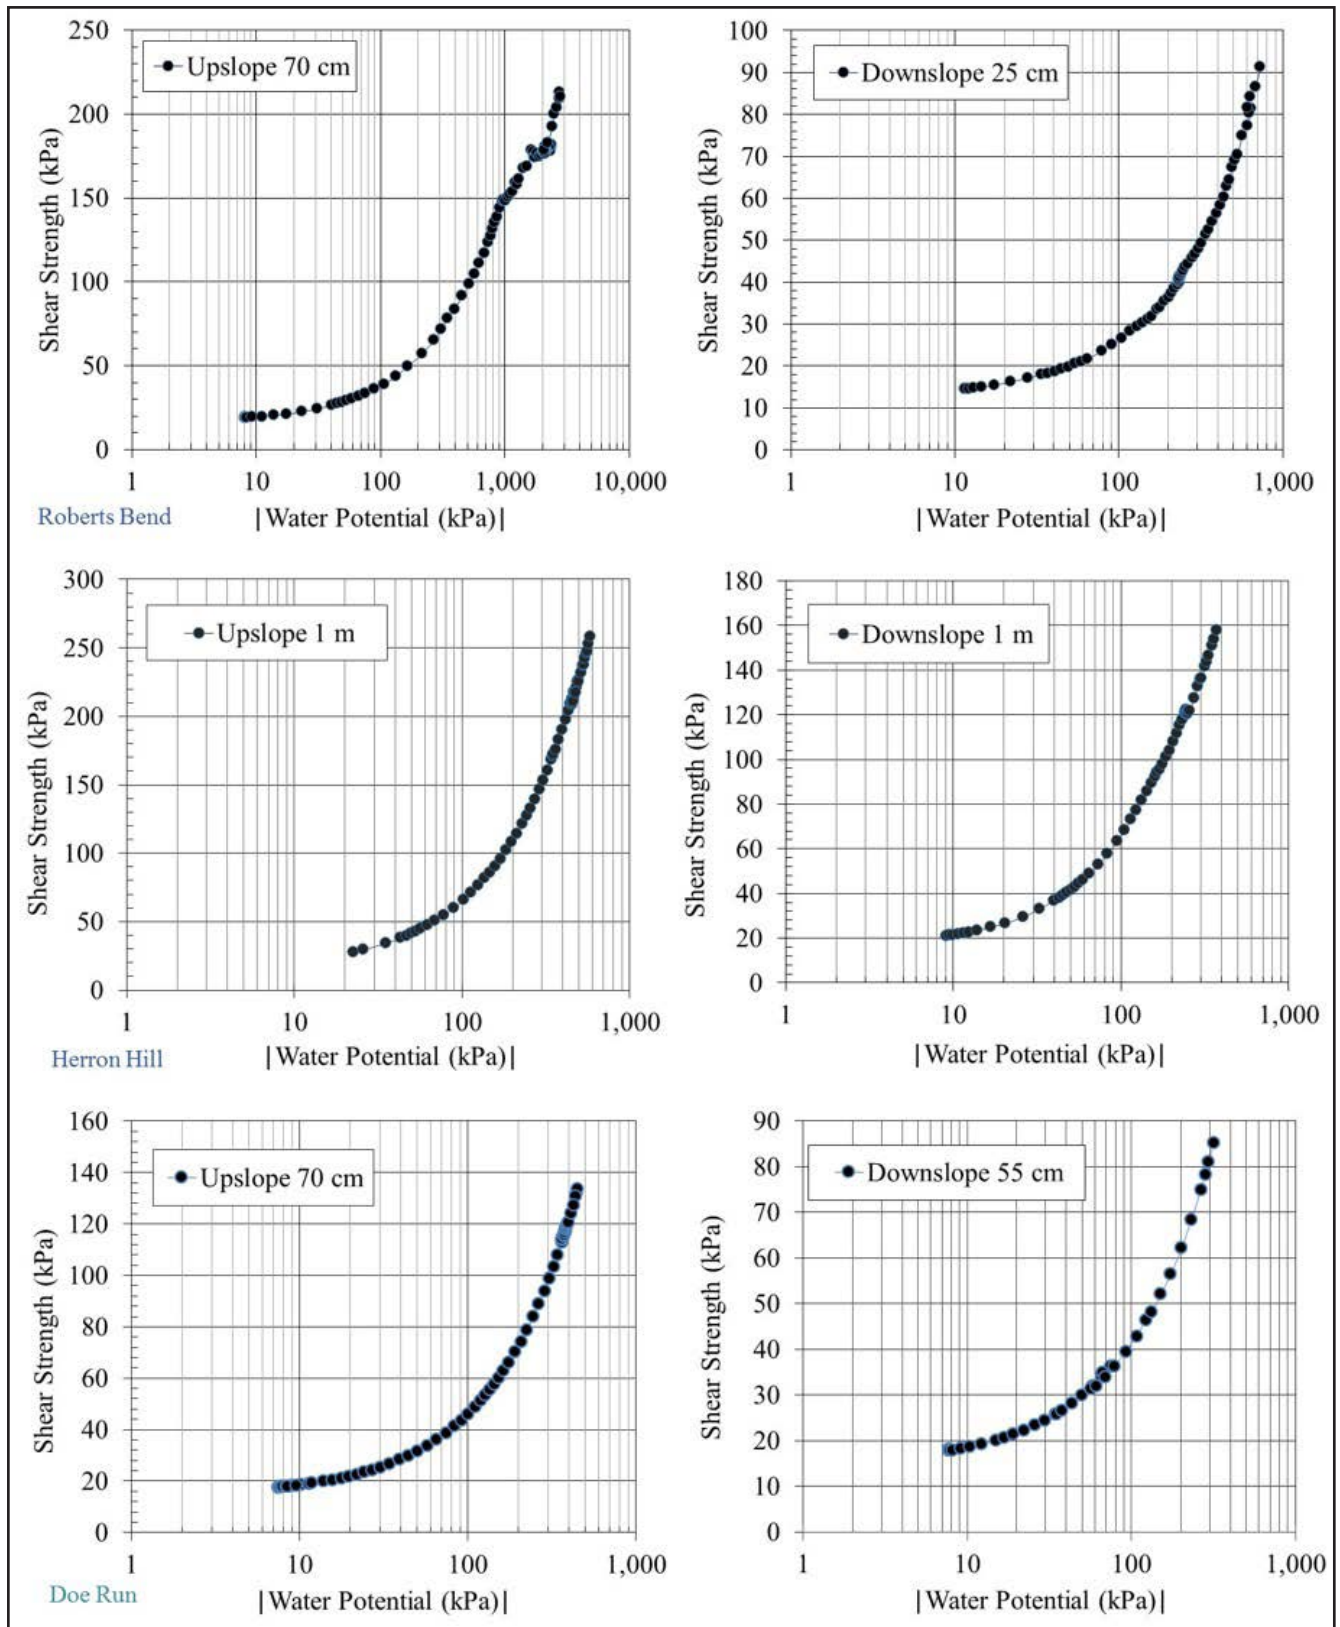 250
200
150
100
50
0
Shear Strength (kPa)
Upslope 70 cm
1 10 100 1,000 10,000
|Water Potential (kPa)|
Roberts Bend
100
90
80
70
60
50
40
30
20
10
0
Shear Strength (kPa)
Downslope 25 cm
1 10 100 1,000
|Water Potential (kPa)|
300
250
200
150
100
50
0
Shear Strength (kPa)
Upslope 1 m
1 10 100 1,000
|Water Potential (kPa)|
Herron Hill
180
160
140
120
100
80
60
40
20
0
Shear Strength (kPa)
Downslope 1 m
1 10 100 1,000
|Water Potential (kPa)|
160
140
120
100
80
60
40
20
0
Shear Strength (kPa)
Upslope 70 cm
1 10 100 1,000
|Water Potential (kPa)|
Doe Run
90
80
70
60
50
40
30
20
10
0
Shear Strength (kPa)
Downslope 55 cm
1 10 100 1,000
|Water Potential (kPa)|